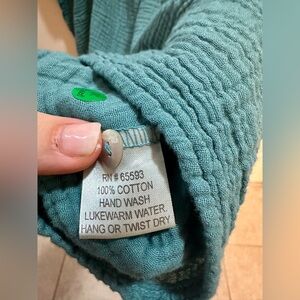 RN # 65593
100% COTTON
HAND WASH
LUKEWARM WATER.
HANG OR TWIST DRY